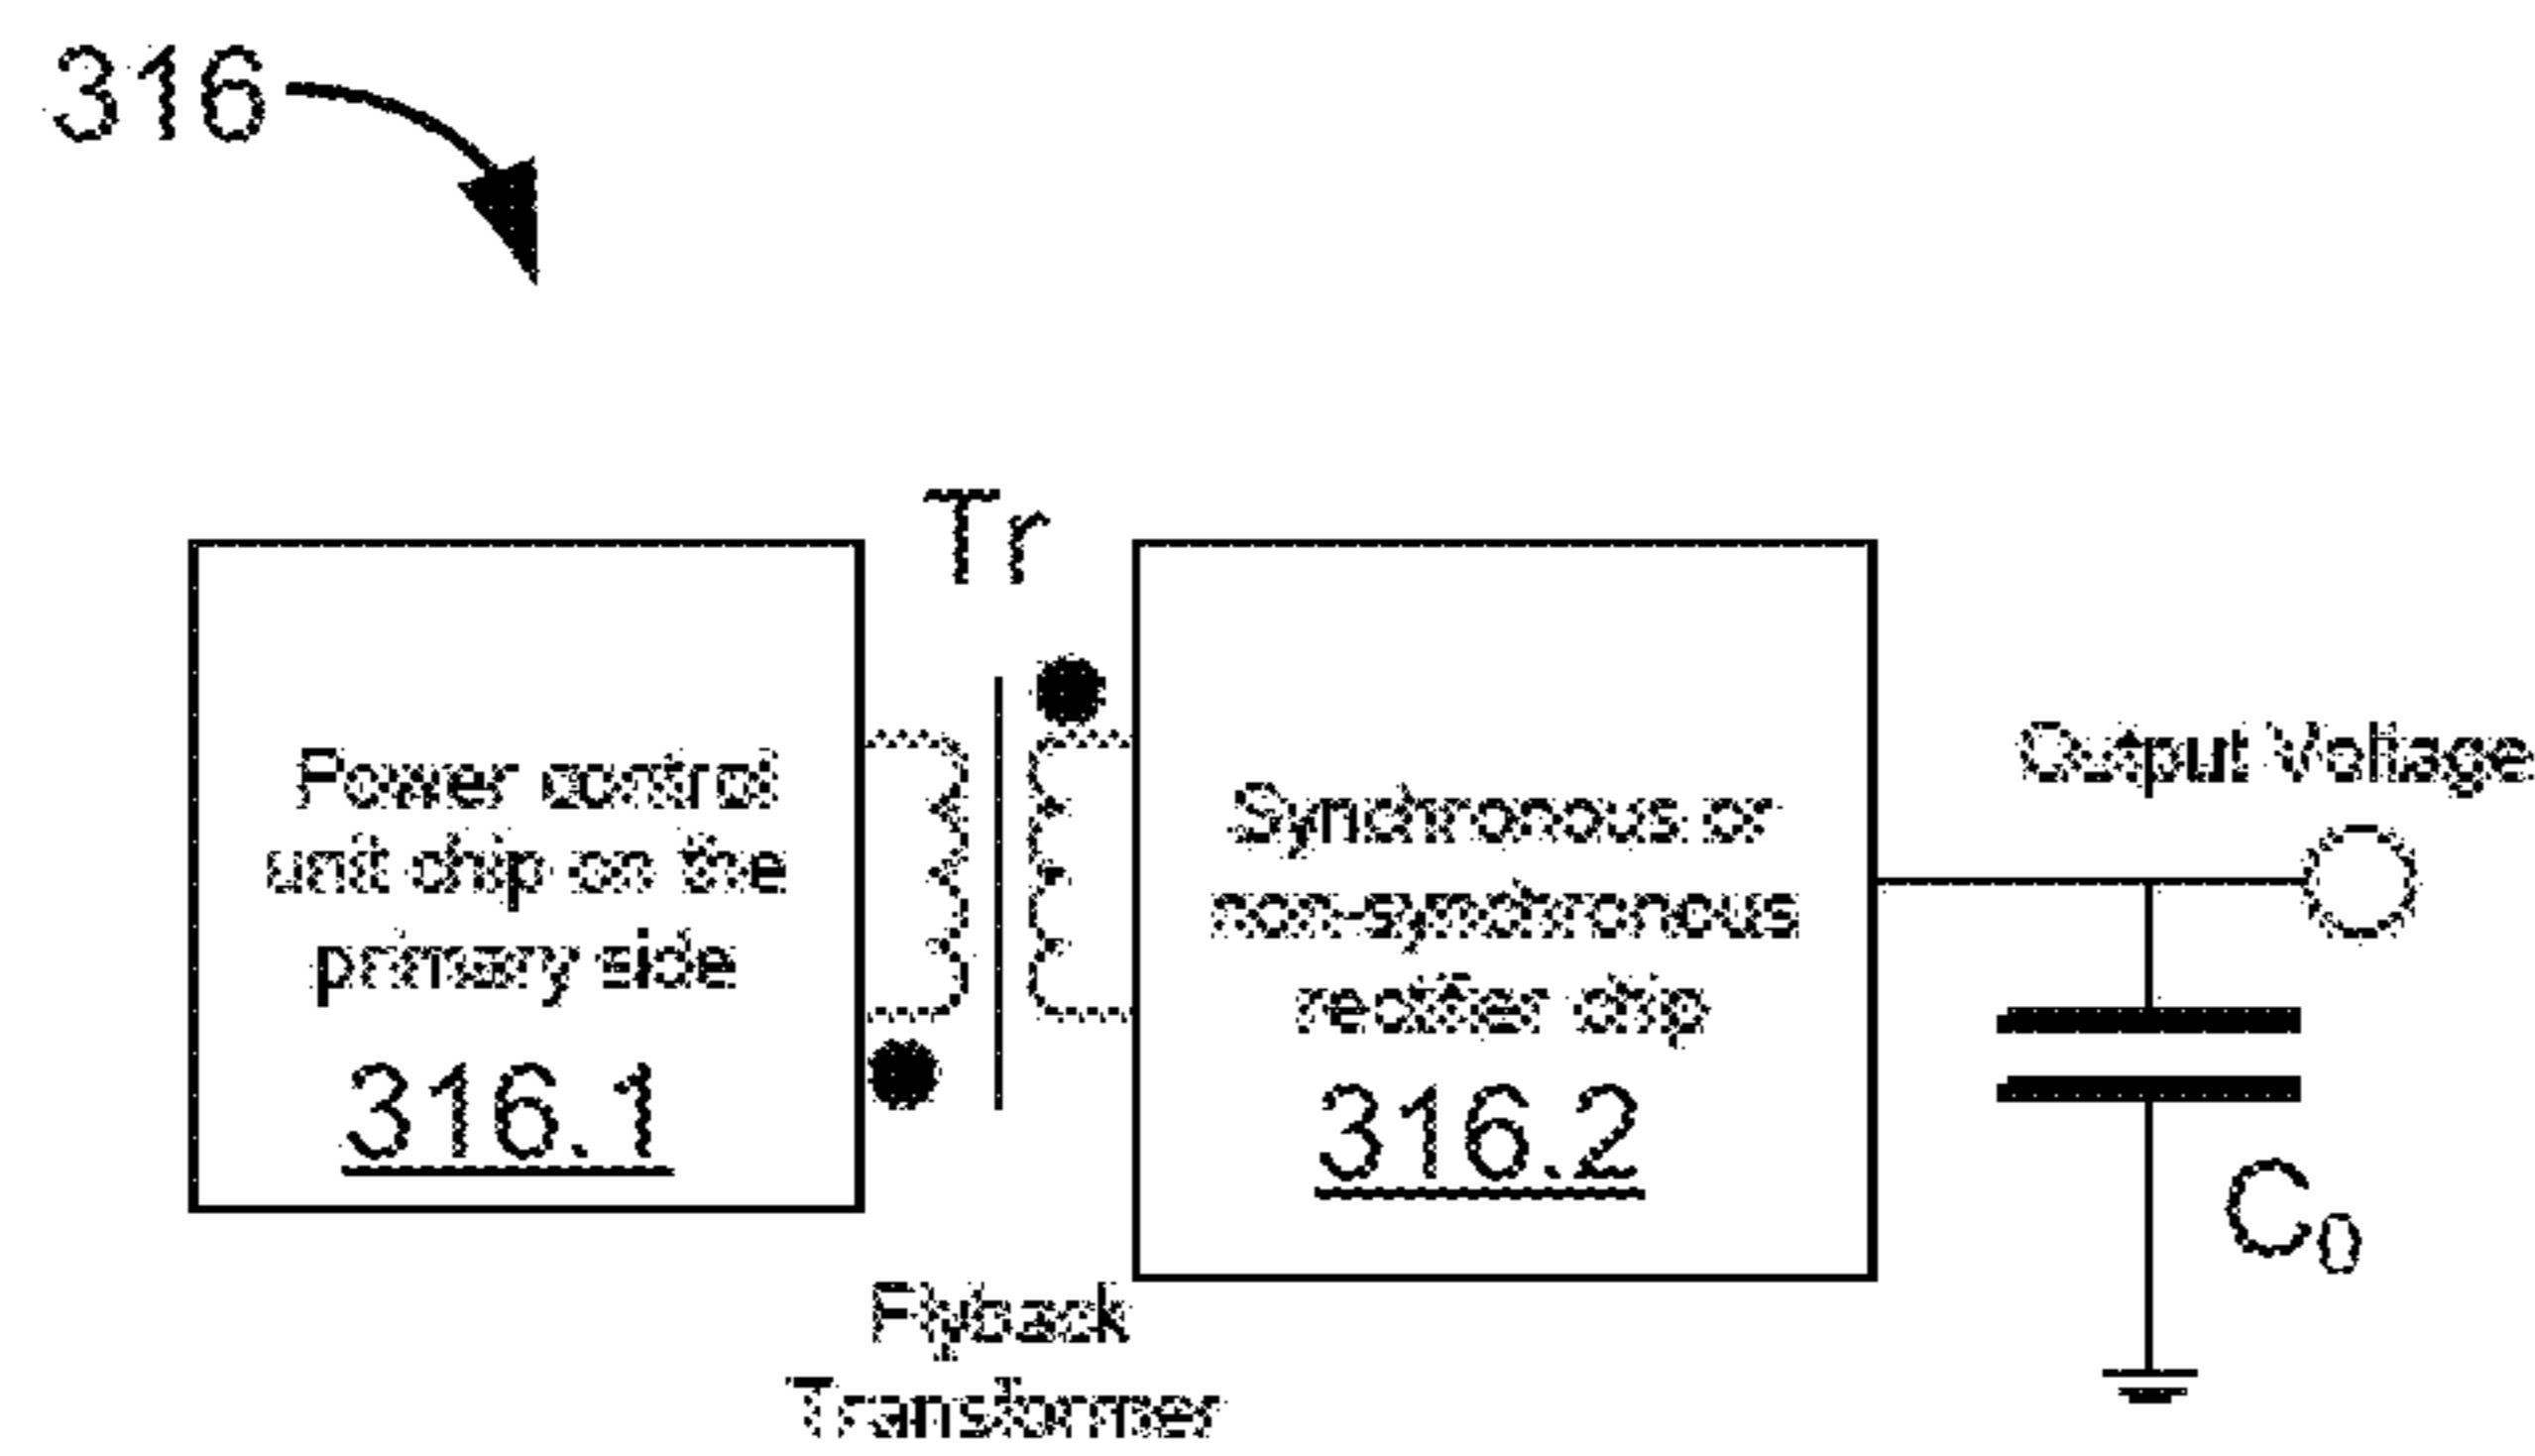 316
Tr
Power control
unit chip on the
primary side
316.1
Synchronous or
non-synchronous
rectifier chip
316.2
Output Voltage
C0
Flyback
Transformer